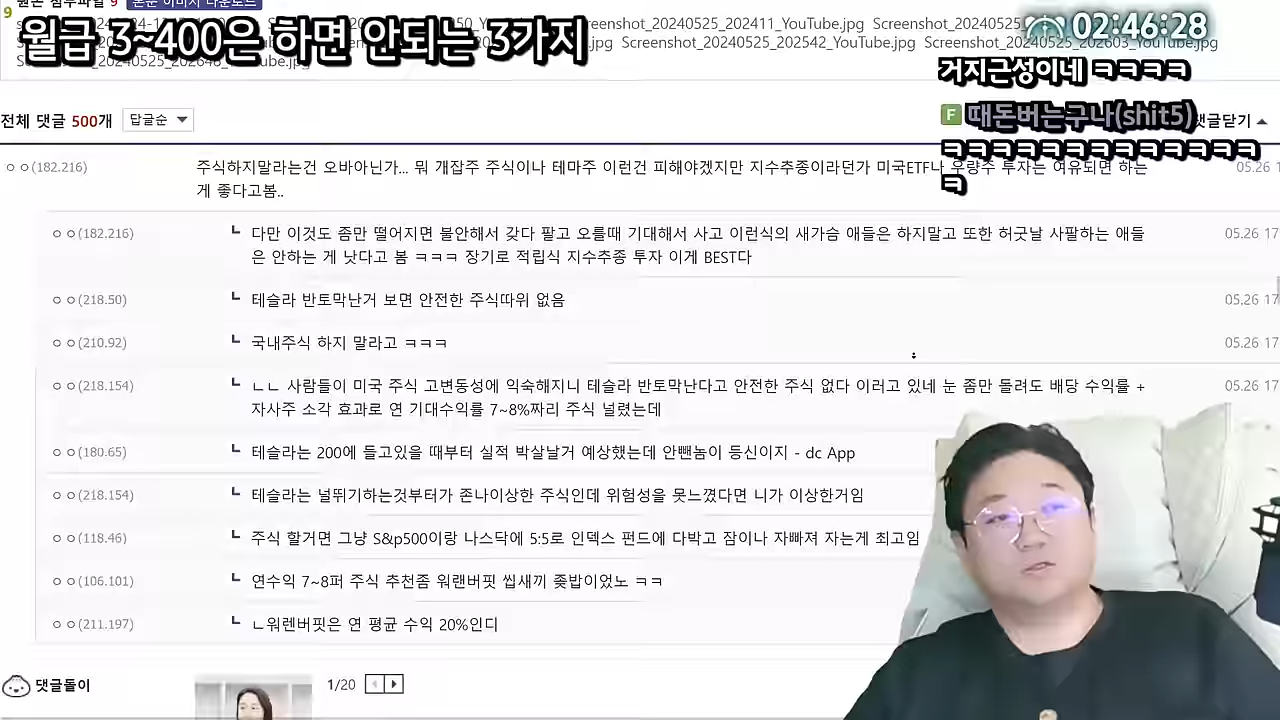 원본 첨부파일 9 본문 이미지 다운로드
월급 3~400은 하면 안되는 3가지
Screenshot_20240525_202411_YouTube.jpg Screenshot_20240525
.jpg Screenshot_20240525_202542_YouTube.jpg Screenshot_20240525_202603_YouTube.jpg
02:46:28
거지근성이네 ㅋㅋㅋㅋ
F 때돈버는구나(shit5)
ㅋㅋㅋㅋㅋㅋㅋㅋㅋㅋㅋㅋㅋ
ㅋ
전체 댓글 500개 답글순 댓글닫기
ㅇㅇ(182.216) 주식하지말라는건 오바아닌가... 뭐 개잡주 주식이나 테마주 이런건 피해야겠지만 지수추종이라던가 미국ETF나 우량주 투자는 여유되면 하는 05.26
게 좋다고봄..
ㅇㅇ(182.216) ┗ 다만 이것도 좀만 떨어지면 불안해서 갖다 팔고 오를때 기대해서 사고 이런식의 새가슴 애들은 하지말고 또한 허굿날 사팔하는 애들 05.26 17
은 안하는 게 낫다고 봄 ㅋㅋㅋ 장기로 적립식 지수추종 투자 이게 BEST다
ㅇㅇ(218.50) ┗ 테슬라 반토막난거 보면 안전한 주식따위 없음 05.26 17
ㅇㅇ(210.92) ┗ 국내주식 하지 말라고 ㅋㅋㅋ 05.26 17
ㅇㅇ(218.154) ┗ ㄴㄴ 사람들이 미국 주식 고변동성에 익숙해지니 테슬라 반토막난다고 안전한 주식 없다 이러고 있네 눈 좀만 돌려도 배당 수익률 + 05.26 17
자사주 소각 효과로 연 기대수익률 7~8%짜리 주식 널렸는데
ㅇㅇ(180.65) ┗ 테슬라는 200에 들고있을 때부터 실적 박살날거 예상했는데 안뺀놈이 등신이지 - dc App
ㅇㅇ(218.154) ┗ 테슬라는 널뛰기하는것부터가 존나이상한 주식인데 위험성을 못느꼈다면 니가 이상한거임
ㅇㅇ(118.46) ┗ 주식 할거면 그냥 S&p500이랑 나스닥에 5:5로 인덱스 펀드에 다박고 잠이나 자빠져 자는게 최고임
ㅇㅇ(106.101) ┗ 연수익 7~8퍼 주식 추천좀 워랜버핏 씹새끼 좆밥이었노 ㅋㅋ
ㅇㅇ(211.197) ┗ ㄴ워렌버핏은 연 평균 수익 20%인디
댓글돌이 1/20